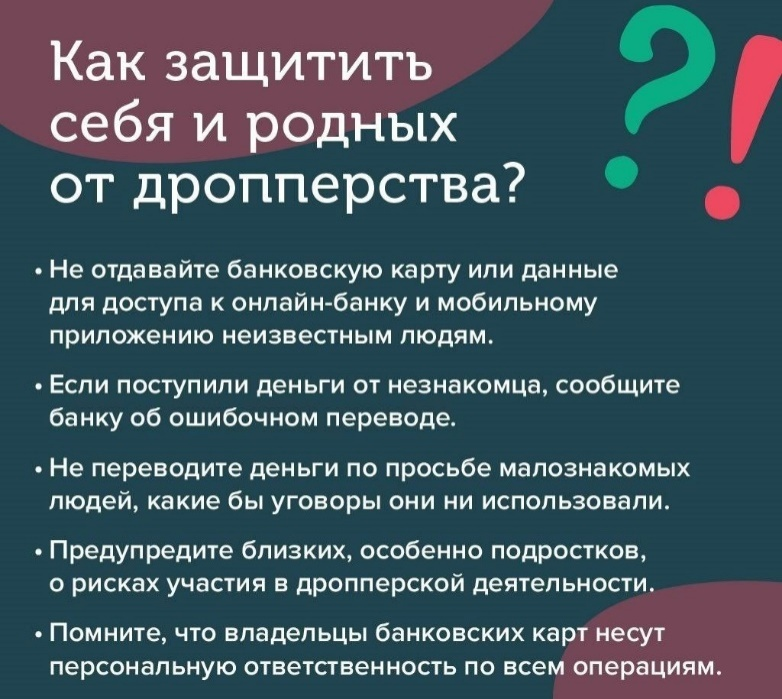 Как защитить
себя и родных
от дропперства?
• Не отдавайте банковскую карту или данные
для доступа к онлайн-банку и мобильному
приложению неизвестным людям.
• Если поступили деньги от незнакомца, сообщите
банку об ошибочном переводе.
• Не переводите деньги по просьбе малознакомых
людей, какие бы уговоры они ни использовали.
• Предупредите близких, особенно подростков,
о рисках участия в дропперской деятельности.
• Помните, что владельцы банковских карт несут
персональную ответственность по всем операциям.
?!